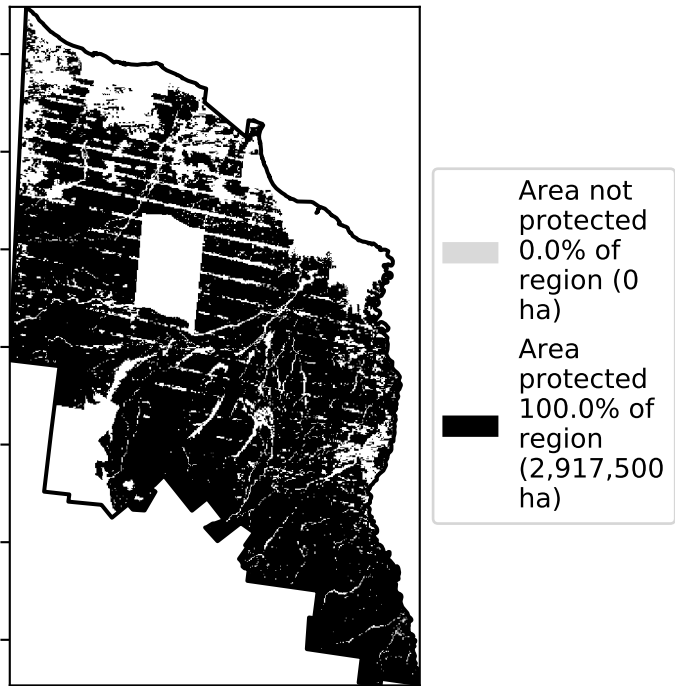 Area not
protected
0.0% of
region (0
ha)
Area
protected
100.0% of
region
(2,917,500
ha)